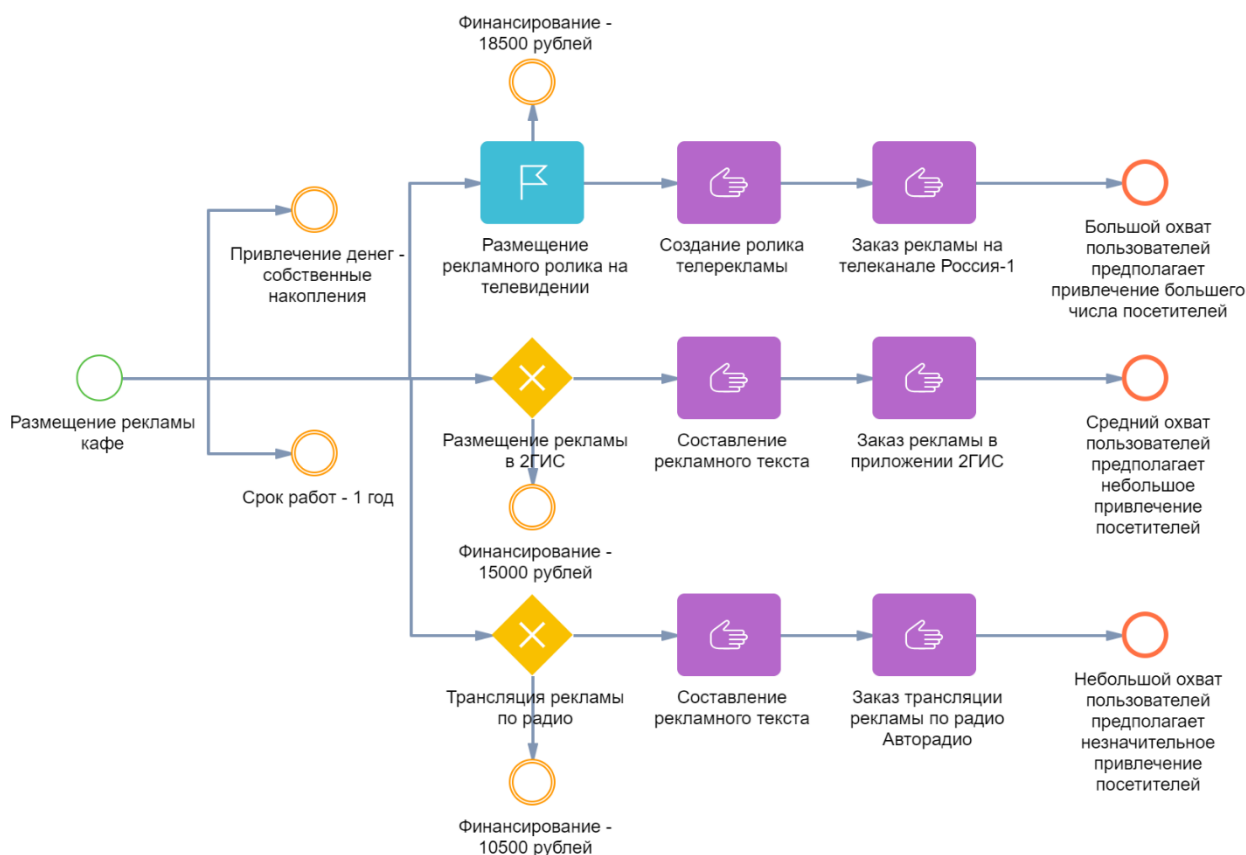 Финансирование -
18500 рублей
Привлечение денег -
собственные
накопления
Размещение
рекламного ролика на
телевидении
Создание ролика
телерекламы
Заказ рекламы на
телеканале Россия-1
Большой охват
пользователей
предполагает
привлечение большего
числа посетителей
Размещение рекламы
кафе
Размещение рекламы
в 2ГИС
Составление
рекламного текста
Заказ рекламы в
приложении 2ГИС
Средний охват
пользователей
предполагает
небольшое
привлечение
посетителей
Срок работ - 1 год
Финансирование -
15000 рублей
Трансляция рекламы
по радио
Составление
рекламного текста
Заказ трансляции
рекламы по радио
Авторадио
Небольшой охват
пользователей
предполагает
незначительное
привлечение
посетителей
Финансирование -
10500 рублей